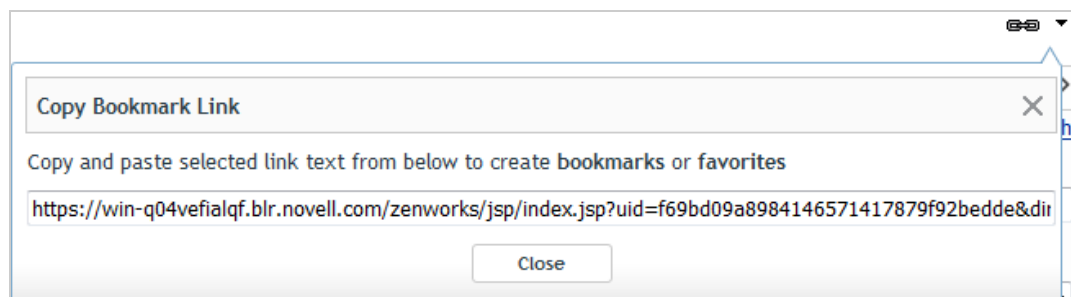 Copy Bookmark Link
Copy and paste selected link text from below to create bookmarks or favorites
https://win-q04vefialqf.blr.novell.com/zenworks/jsp/index.jsp?uid=f69bd09a8984146571417879f92bedde&dir
Close